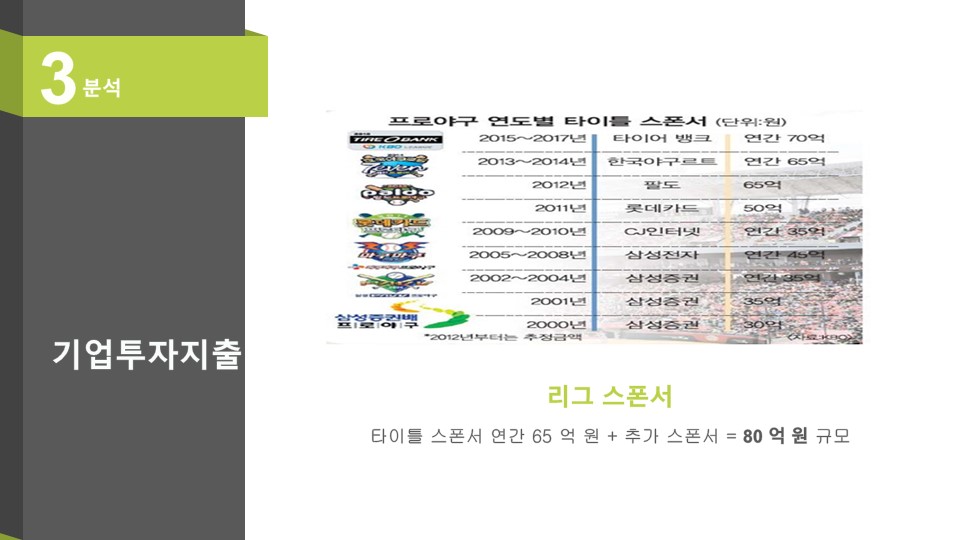 3 분석
기업투자지출
프로야구 연도별 타이틀 스폰서 (단위:원)
TIRE BANK
KBO
2015~2017년 타이어 뱅크 연간 70억
2013~2014년 한국야구르트 연간 65억
paldo
2012년 팔도 65억
2011년 롯데카드 50억
롯데카드
2009~2010년 CJ인터넷 연간 35억
마구마구
2005~2008년 삼성전자 연간 45억
2002~2004년 삼성증권 연간 35억
2001년 삼성증권 35억
삼성증권배
프로야구
2000년 삼성증권 30억
*2012년부터는 추정금액
<자료:KBO>
리그 스폰서
타이틀 스폰서 연간 65 억 원 + 추가 스폰서 = 80 억 원 규모